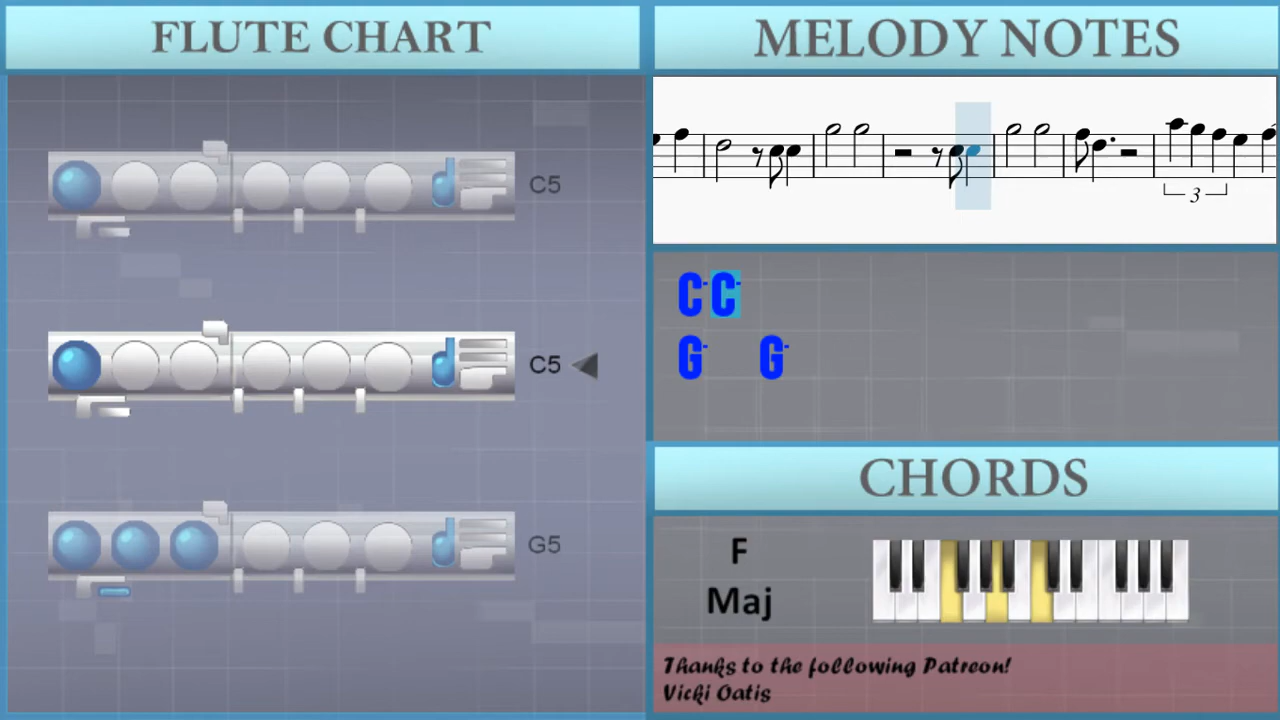 FLUTE CHART
MELODY NOTES
C5
C5
G5
3
C· C·
G· G·
CHORDS
F
Maj
Thanks to the following Patreon!
Vicki Oatis